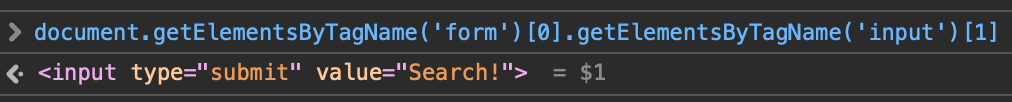 document.getElementsByTagName('form')[0].getElementsByTagName('input')[1]
<input type="submit" value="Search!"> = $1